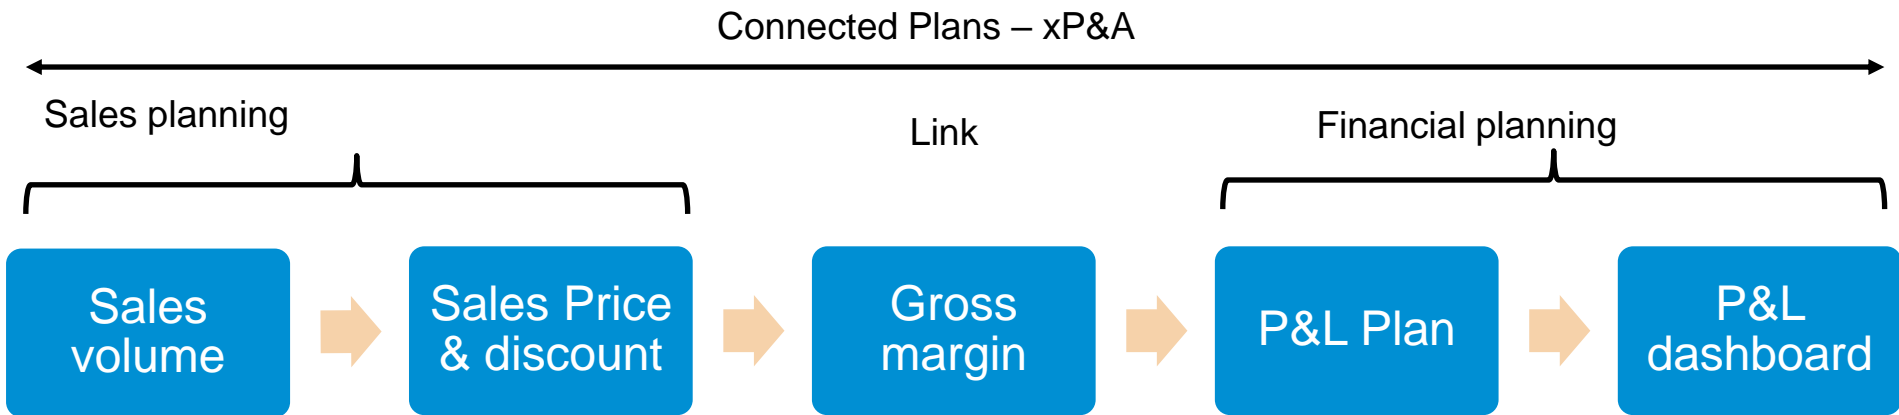 Connected Plans – xP&A
Sales planning
Link
Financial planning
Sales
volume
Sales Price
& discount
Gross
margin
P&L Plan
P&L
dashboard